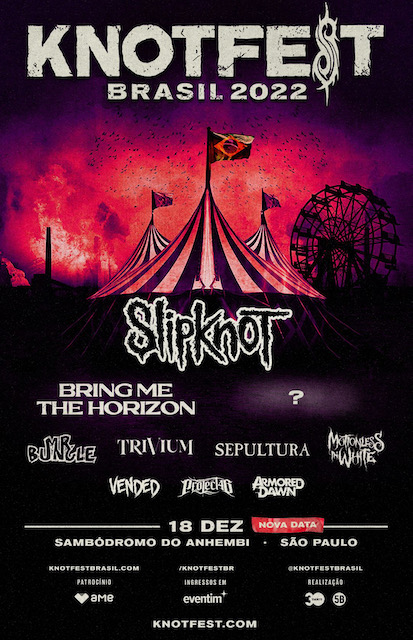 KNOTFEST
BRASIL 2022
SLIPKNOT
BRING ME
THE HORIZON
?
MR BUNGLE
TRIVIUM
SEPULTURA
MOTIONLESS
IN WHITE
VENDED
PROJECT46
ARMORED
DAWN
18 DEZ
NOVA DATA
SAMBÓDROMO DO ANHEMBI · SÃO PAULO
KNOTFESTBRASIL.COM
/KNOTFESTBR
@KNOTFESTBRASIL
PATROCÍNIO
INGRESSOS EM
REALIZAÇÃO
AME
eventim
30
KNOTFEST.COM